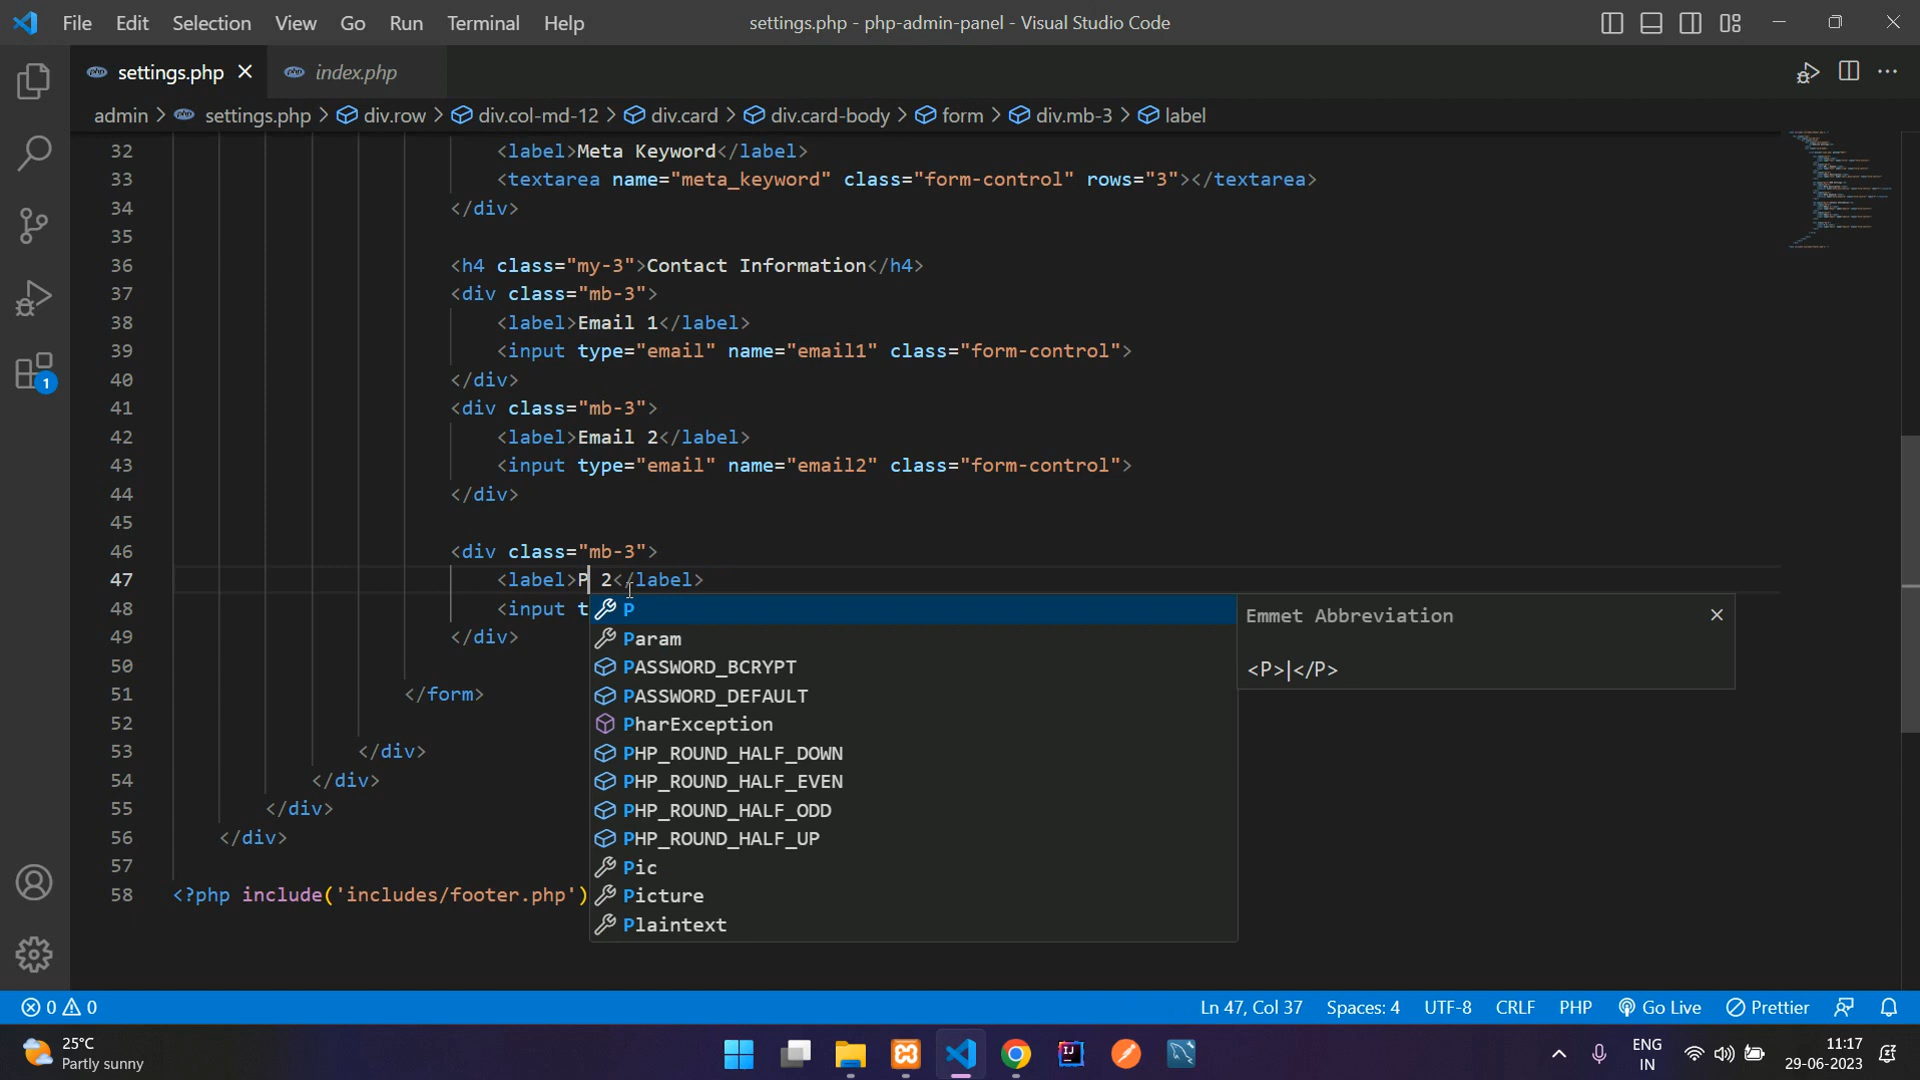 File Edit Selection View Go Run Terminal Help settings.php - php-admin-panel - Visual Studio Code
settings.php index.php
admin > settings.php > div.row > div.col-md-12 > div.card > div.card-body > form > div.mb-3 > label
32 <label>Meta Keyword</label>
33 <textarea name="meta_keyword" class="form-control" rows="3"></textarea>
34 </div>
35
36 <h4 class="my-3">Contact Information</h4>
37 <div class="mb-3">
38 <label>Email 1</label>
39 <input type="email" name="email1" class="form-control">
40 </div>
41 <div class="mb-3">
42 <label>Email 2</label>
43 <input type="email" name="email2" class="form-control">
44 </div>
45
46 <div class="mb-3">
47 <label>P 2</label>
48 <input t
49 </div>
50
51 </form>
52
53 </div>
54 </div>
55 </div>
56 </div>
57
58 <?php include('includes/footer.php')
P
Param
PASSWORD_BCRYPT
PASSWORD_DEFAULT
PharException
PHP_ROUND_HALF_DOWN
PHP_ROUND_HALF_EVEN
PHP_ROUND_HALF_ODD
PHP_ROUND_HALF_UP
Pic
Picture
Plaintext
Emmet Abbreviation
<P>|</P>
1
0 0 Ln 47, Col 37 Spaces: 4 UTF-8 CRLF PHP Go Live Prettier
25°C
Partly sunny
ENG
IN
11:17
29-06-2023